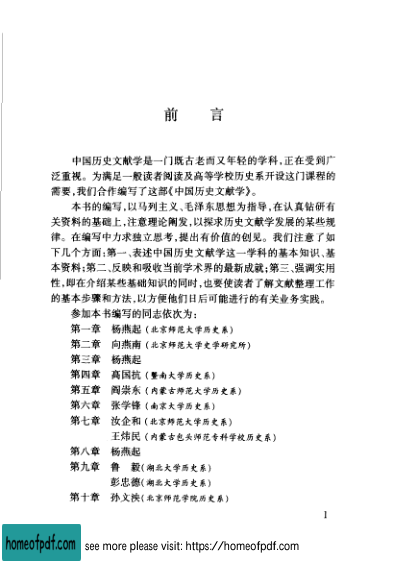 前 言
中国历史文献学是一门既古老而又年轻的学科,正在受到广
泛重视。为满足一般读者阅读及高等学校历史系开设这门课程的
需要,我们合作编写了这部《中国历史文献学》。
本书的编写,以马列主义、毛泽东思想为指导,在认真钻研有
关资料的基础上,注意理论阐发,以探求历史文献学发展的某些规
律。在编写中力求独立思考,提出有价值的创见。我们注意了如
下几个方面:第一、表述中国历史文献学这一学科的基本知识、基
本资料;第二、反映和吸收当前学术界的最新成就;第三、强调实用
性,即在介绍某些基础知识的同时,也要使读者了解文献整理工作
的基本步骤和方法,以方便他们日后可能进行的有关业务实践。
参加本书编写的同志依次为:
第一章 杨燕起(北京师范大学历史系)
第二章 向燕南(北京师范大学史学研究所)
第三章 杨燕起
第四章 高国抗(暨南大学历史系)
第五章 阎崇东(内蒙古师范大学历史系)
第六章 张学锋(南京大学历史系)
第七章 汝企和(北京师范大学历史系)
王炜民(内蒙古包头师范专科学校历史系)
第八章 杨燕起
第九章 鲁 毅(湖北大学历史系)
彭忠德(湖北大学历史系)
第十章 孙文泱(北京师范学院历史系)
1
homeofpdf.com see more please visit: https://homeofpdf.com